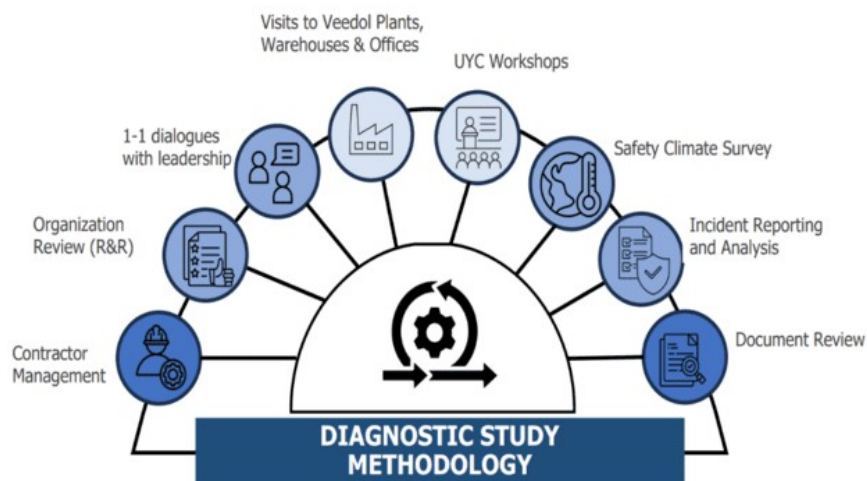 Visits to Veedol Plants,
Warehouses & Offices
UYC Workshops
1-1 dialogues
with leadership
Safety Climate Survey
Organization
Review (R&R)
Incident Reporting
and Analysis
Contractor
Management
Document Review
DIAGNOSTIC STUDY
METHODOLOGY